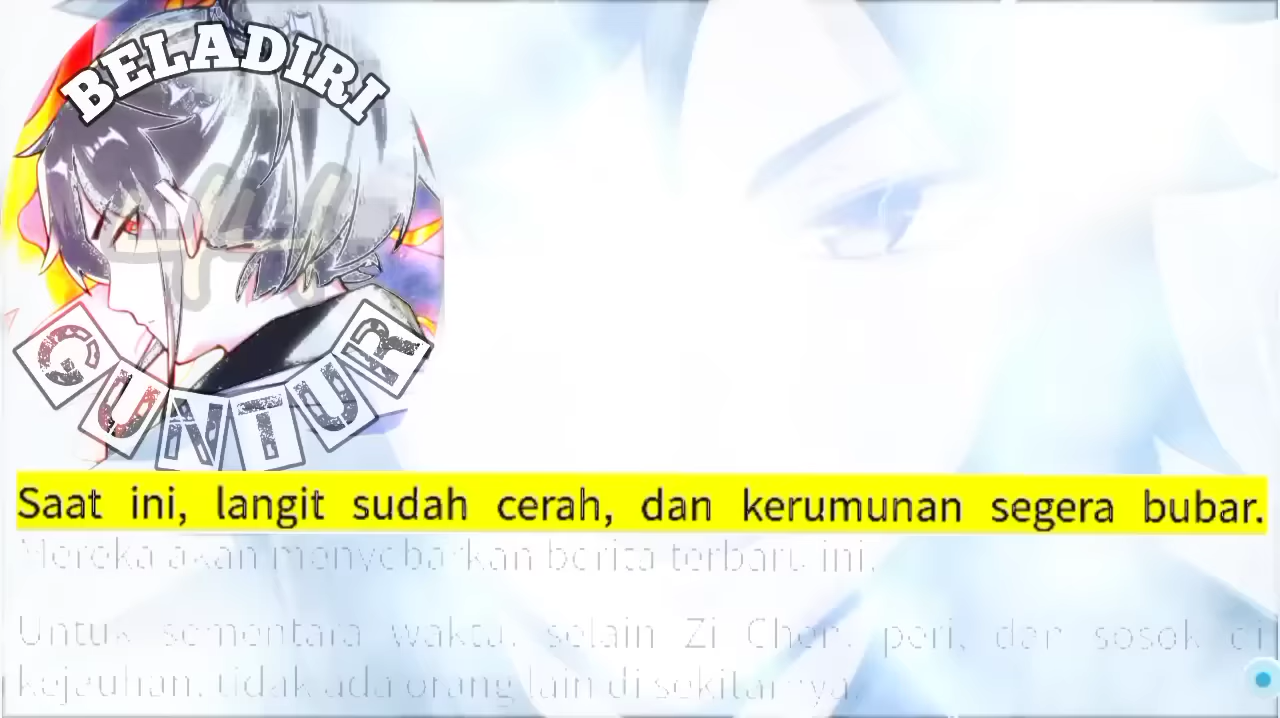 BELADIRI
GUNTUR
Saat ini, langit sudah cerah, dan kerumunan segera bubar.
Mereka akan menyebarkan berita terbaru ini.
Untuk sementara waktu, selain Zi Chen, peri, dan sosok di
kejauhan, tidak ada orang lain di sekitarnya.